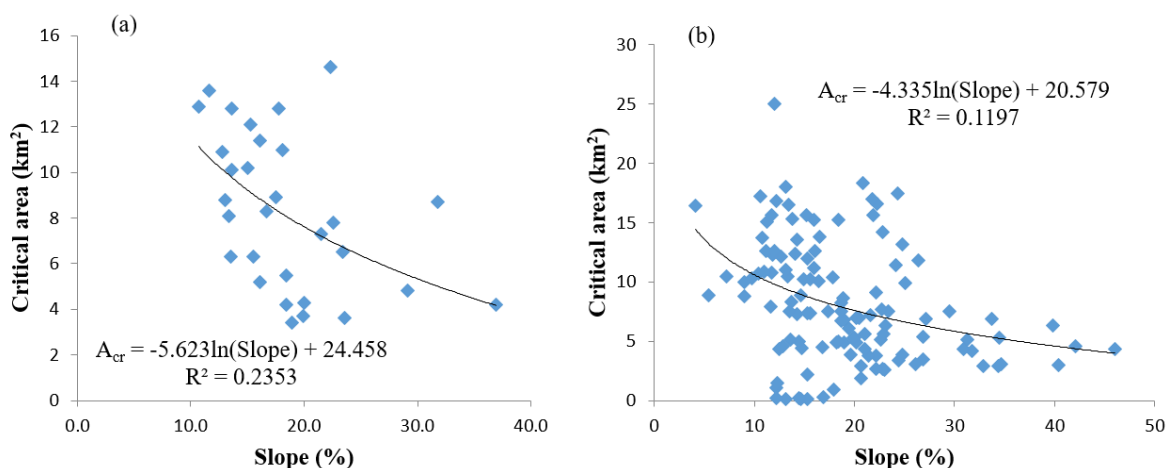 (a)
16
14
12
10
8
6
4
2
0
Critical area (km²)
A_cr = -5.623ln(Slope) + 24.458
R² = 0.2353
0.0 10.0 20.0 30.0 40.0
Slope (%)
(b)
30
25
20
15
10
5
0
Critical area (km²)
A_cr = -4.335ln(Slope) + 20.579
R² = 0.1197
0 10 20 30 40 50
Slope (%)